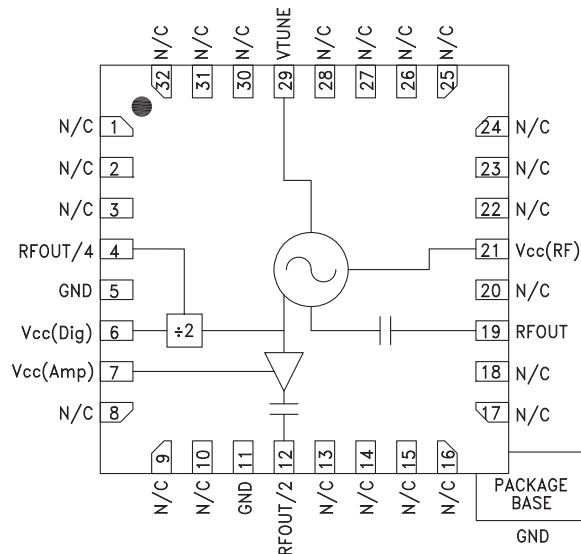 N/C N/C N/C VTUNE N/C N/C N/C N/C
32 31 30 29 28 27 26 25
N/C 1
N/C 2
N/C 3
RFOUT/4 4
GND 5
Vcc(Dig) 6
Vcc(Amp) 7
N/C 8
÷2
24 N/C
23 N/C
22 N/C
21 Vcc(RF)
20 N/C
19 RFOUT
18 N/C
17 N/C
9 10 11 12 13 14 15 16
N/C N/C GND RFOUT/2 N/C N/C N/C N/C
PACKAGE
BASE
GND